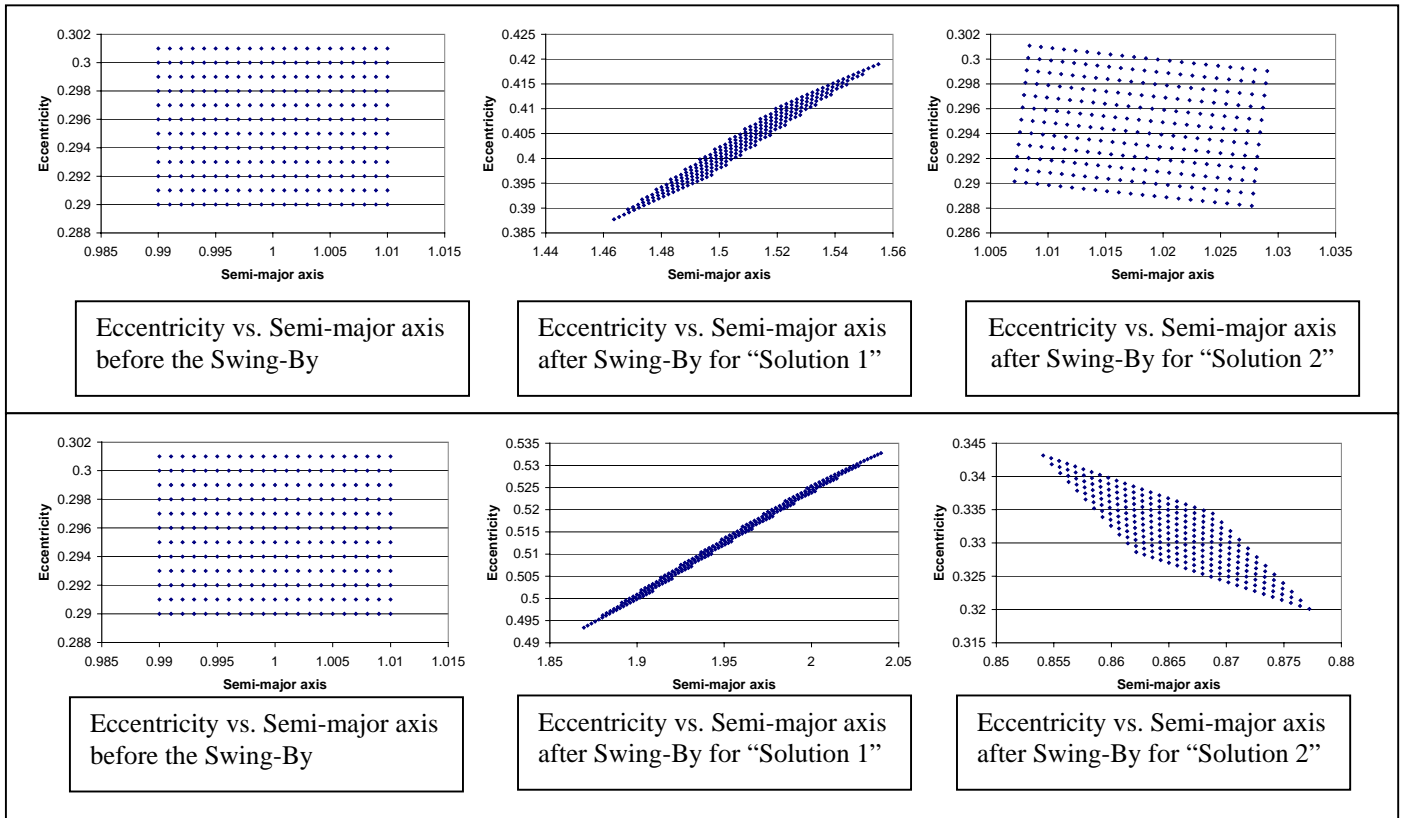 0.302
0.3
0.298
0.296
0.294
0.292
0.29
0.288
0.985 0.99 0.995 1 1.005 1.01 1.015
Eccentricity
Semi-major axis
0.425
0.42
0.415
0.41
0.405
0.4
0.395
0.39
0.385
1.44 1.46 1.48 1.5 1.52 1.54 1.56
Eccentricity
Semi-major axis
0.302
0.3
0.298
0.296
0.294
0.292
0.29
0.288
0.286
1.005 1.01 1.015 1.02 1.025 1.03 1.035
Eccentricity
Semi-major axis
Eccentricity vs. Semi-major axis
before the Swing-By
Eccentricity vs. Semi-major axis
after Swing-By for “Solution 1”
Eccentricity vs. Semi-major axis
after Swing-By for “Solution 2”
0.302
0.3
0.298
0.296
0.294
0.292
0.29
0.288
0.985 0.99 0.995 1 1.005 1.01 1.015
Eccentricity
Semi-major axis
0.535
0.53
0.525
0.52
0.515
0.51
0.505
0.5
0.495
0.49
1.85 1.9 1.95 2 2.05
Eccentricity
Semi-major axis
0.345
0.34
0.335
0.33
0.325
0.32
0.315
0.85 0.855 0.86 0.865 0.87 0.875 0.88
Eccentricity
Semi-major axis
Eccentricity vs. Semi-major axis
before the Swing-By
Eccentricity vs. Semi-major axis
after Swing-By for “Solution 1”
Eccentricity vs. Semi-major axis
after Swing-By for “Solution 2”